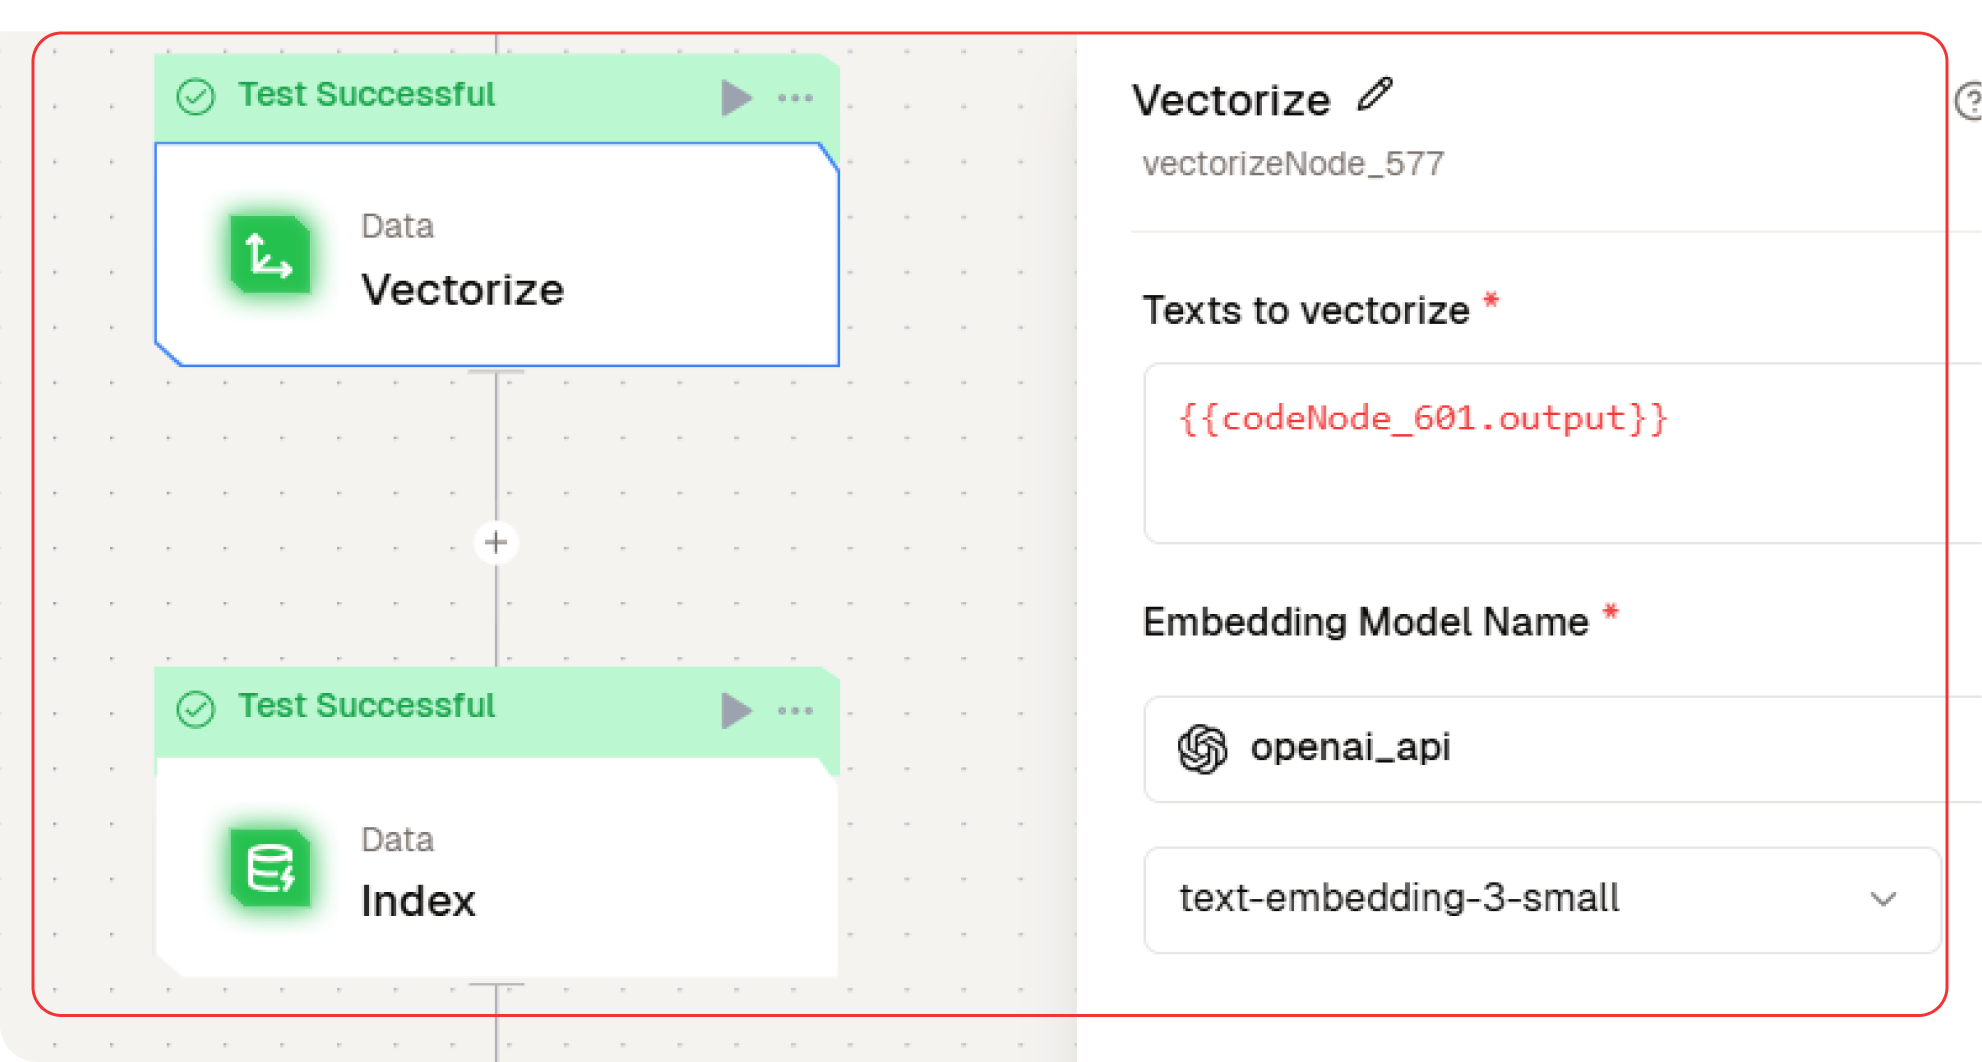 Test Successful
Data
Vectorize
Test Successful
Data
Index
Vectorize
vectorizeNode_577
Texts to vectorize *
{{codeNode_601.output}}
Embedding Model Name *
openai_api
text-embedding-3-small